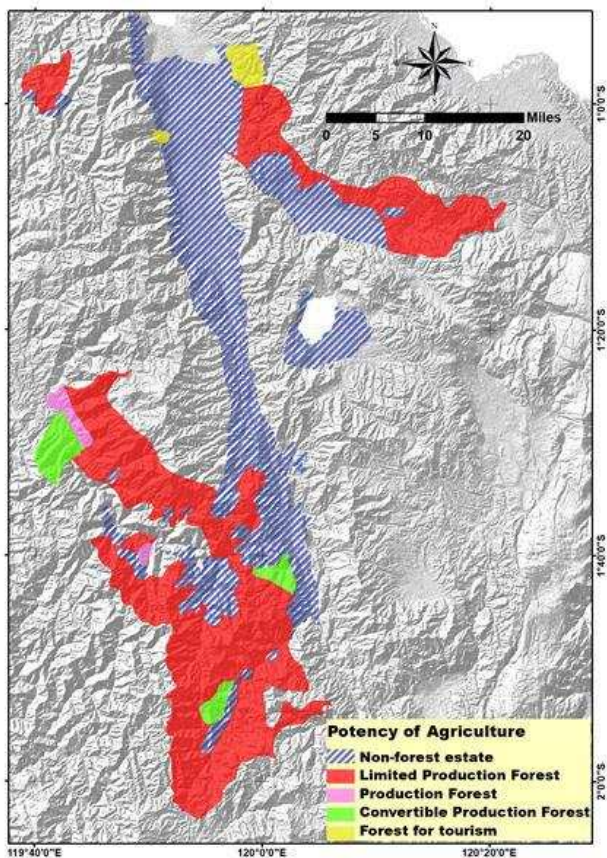 N
E
S
Miles
0 5 10 20
1°0'0"S
1°20'0"S
1°40'0"S
2°0'0"S
Potency of Agriculture
Non-forest estate
Limited Production Forest
Production Forest
Convertible Production Forest
Forest for tourism
119°40'0"E 120°0'0"E 120°20'0"E